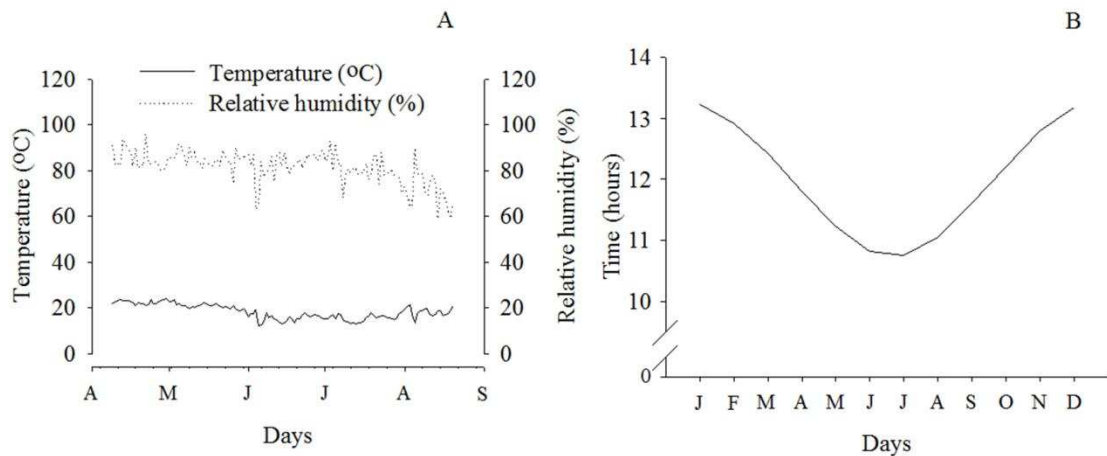 A
Temperature (ºC)
Relative humidity (%)
120
100
80
60
40
20
0
Temperature (ºC)
120
100
80
60
40
20
0
Relative humidity (%)
A M J J A S
Days
B
14
13
12
11
10
0
Time (hours)
J F M A M J J A S O N D
Days